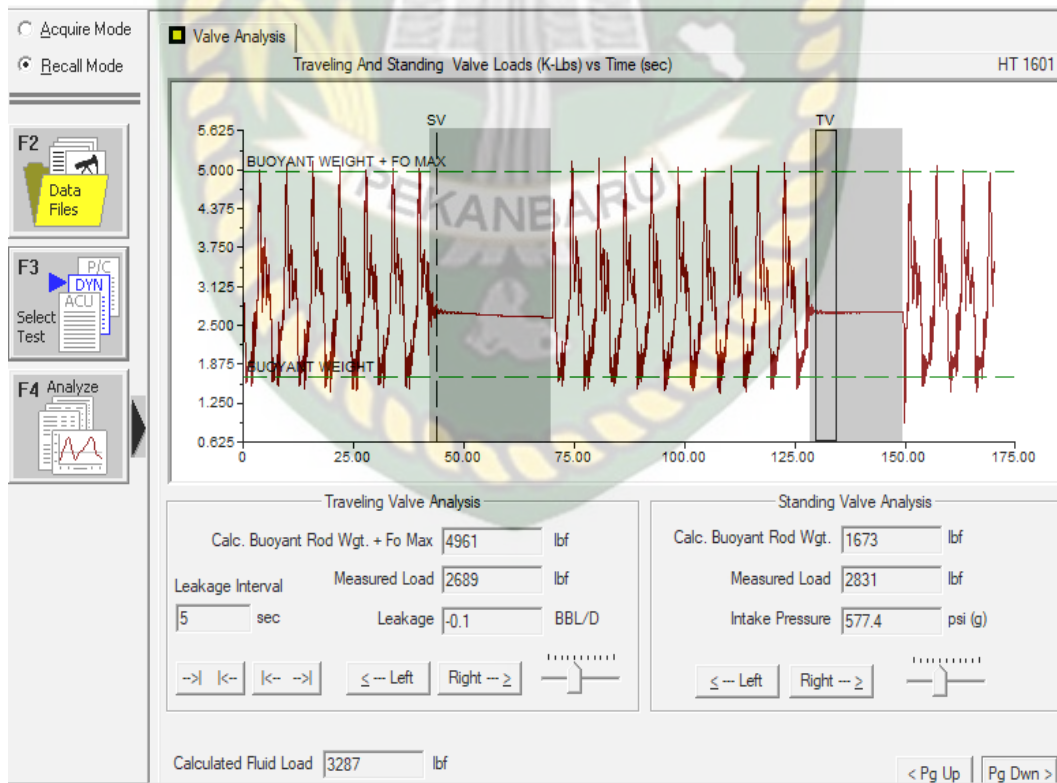 Acquire Mode
Recall Mode
F2
Data
Files
F3
P/C
DYN
ACU
Select
Test
F4 Analyze
Valve Analysis
Traveling And Standing Valve Loads (K-Lbs) vs Time (sec)
HT 1601
SV
TV
5.625
5.000
4.375
3.750
3.125
2.500
1.875
1.250
0.625
BUOYANT WEIGHT + FO MAX
PEKANBARU
BUOYANT WEIGHT
0
25.00
50.00
75.00
100.00
125.00
150.00
175.00
Traveling Valve Analysis
Calc. Buoyant Rod Wgt. + Fo Max 4961 lbf
Leakage Interval
Measured Load 2689 lbf
5 sec
Leakage -0.1 BBL/D
-->| |<--
|<-- -->|
< --- Left
Right --- >
Standing Valve Analysis
Calc. Buoyant Rod Wgt. 1673 lbf
Measured Load 2831 lbf
Intake Pressure 577.4 psi (g)
< --- Left
Right --- >
Calculated Fluid Load 3287 lbf
< Pg Up
Pg Dwn >